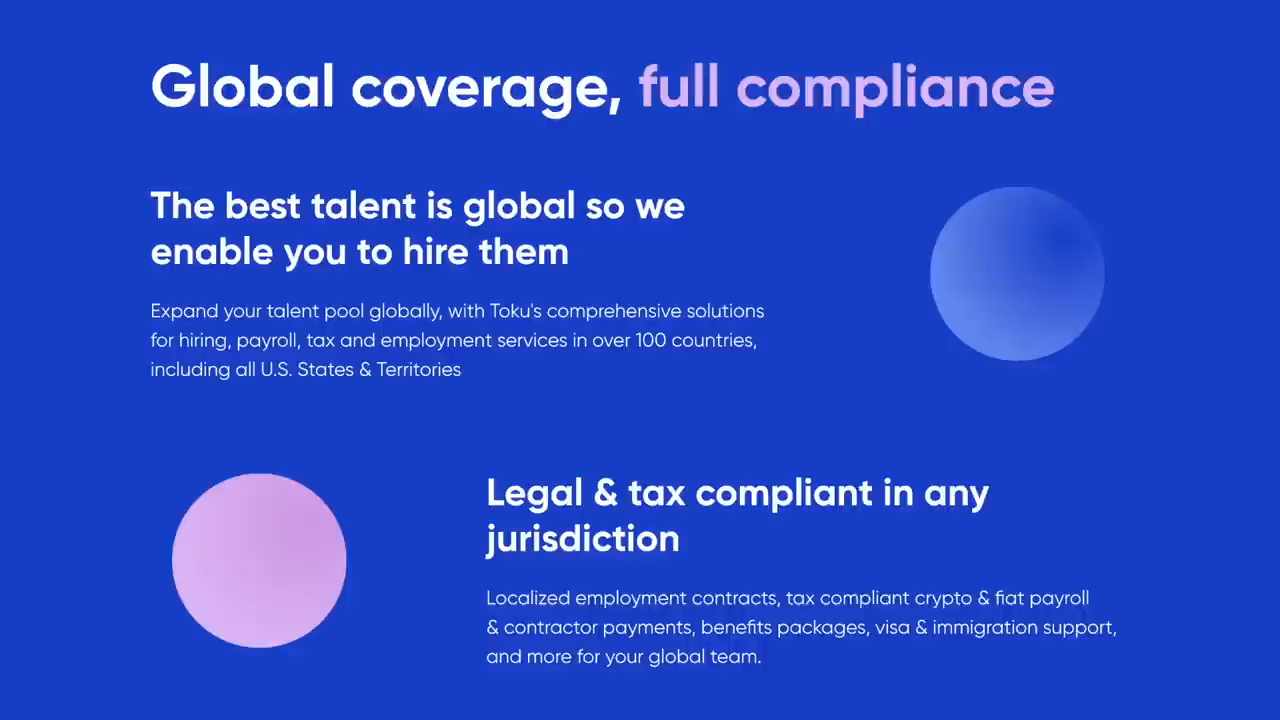 Global coverage, full compliance
The best talent is global so we
enable you to hire them
Expand your talent pool globally, with Toku's comprehensive solutions
for hiring, payroll, tax and employment services in over 100 countries,
including all U.S. States & Territories
Legal & tax compliant in any
jurisdiction
Localized employment contracts, tax compliant crypto & fiat payroll
& contractor payments, benefits packages, visa & immigration support,
and more for your global team.